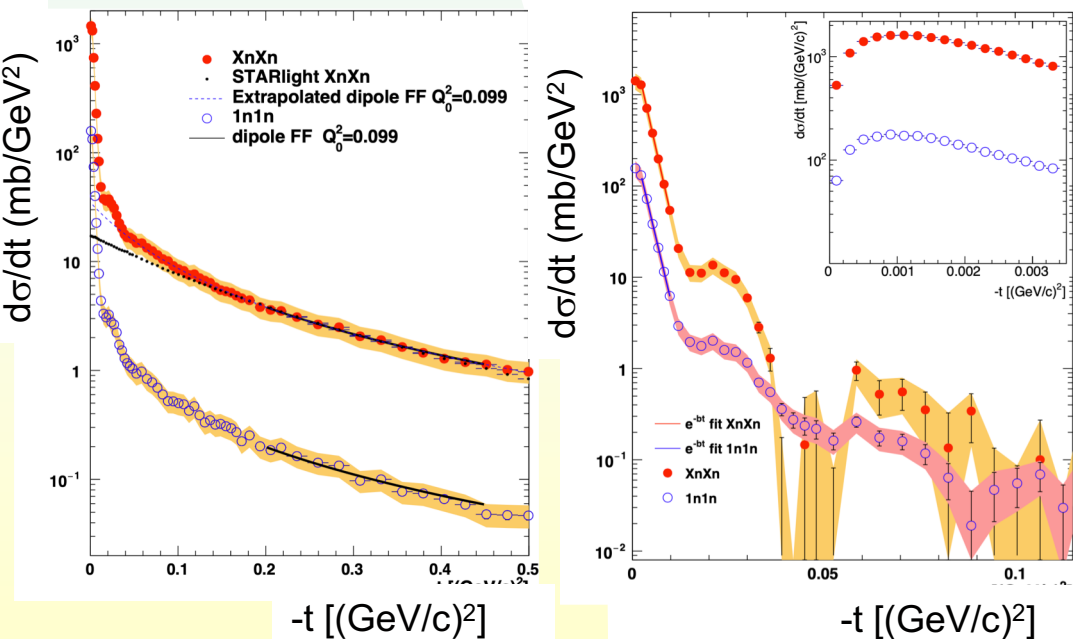 dσ/dt (mb/GeV²)
10³
10²
10
1
10⁻¹
XnXn
STARlight XnXn
Extrapolated dipole FF Q₀²=0.099
1n1n
dipole FF Q₀²=0.099
0 0.1 0.2 0.3 0.4 0.5
-t [(GeV/c)²]
dσ/dt (mb/GeV²)
10³
10²
10
1
10⁻¹
10⁻²
dσ/dt [mb/(GeV/c)²]
10³
10²
0 0.001 0.002 0.003
-t [(GeV/c)²]
e⁻ᵇᵗ fit XnXn
e⁻ᵇᵗ fit 1n1n
XnXn
1n1n
0 0.05 0.1
-t [(GeV/c)²]